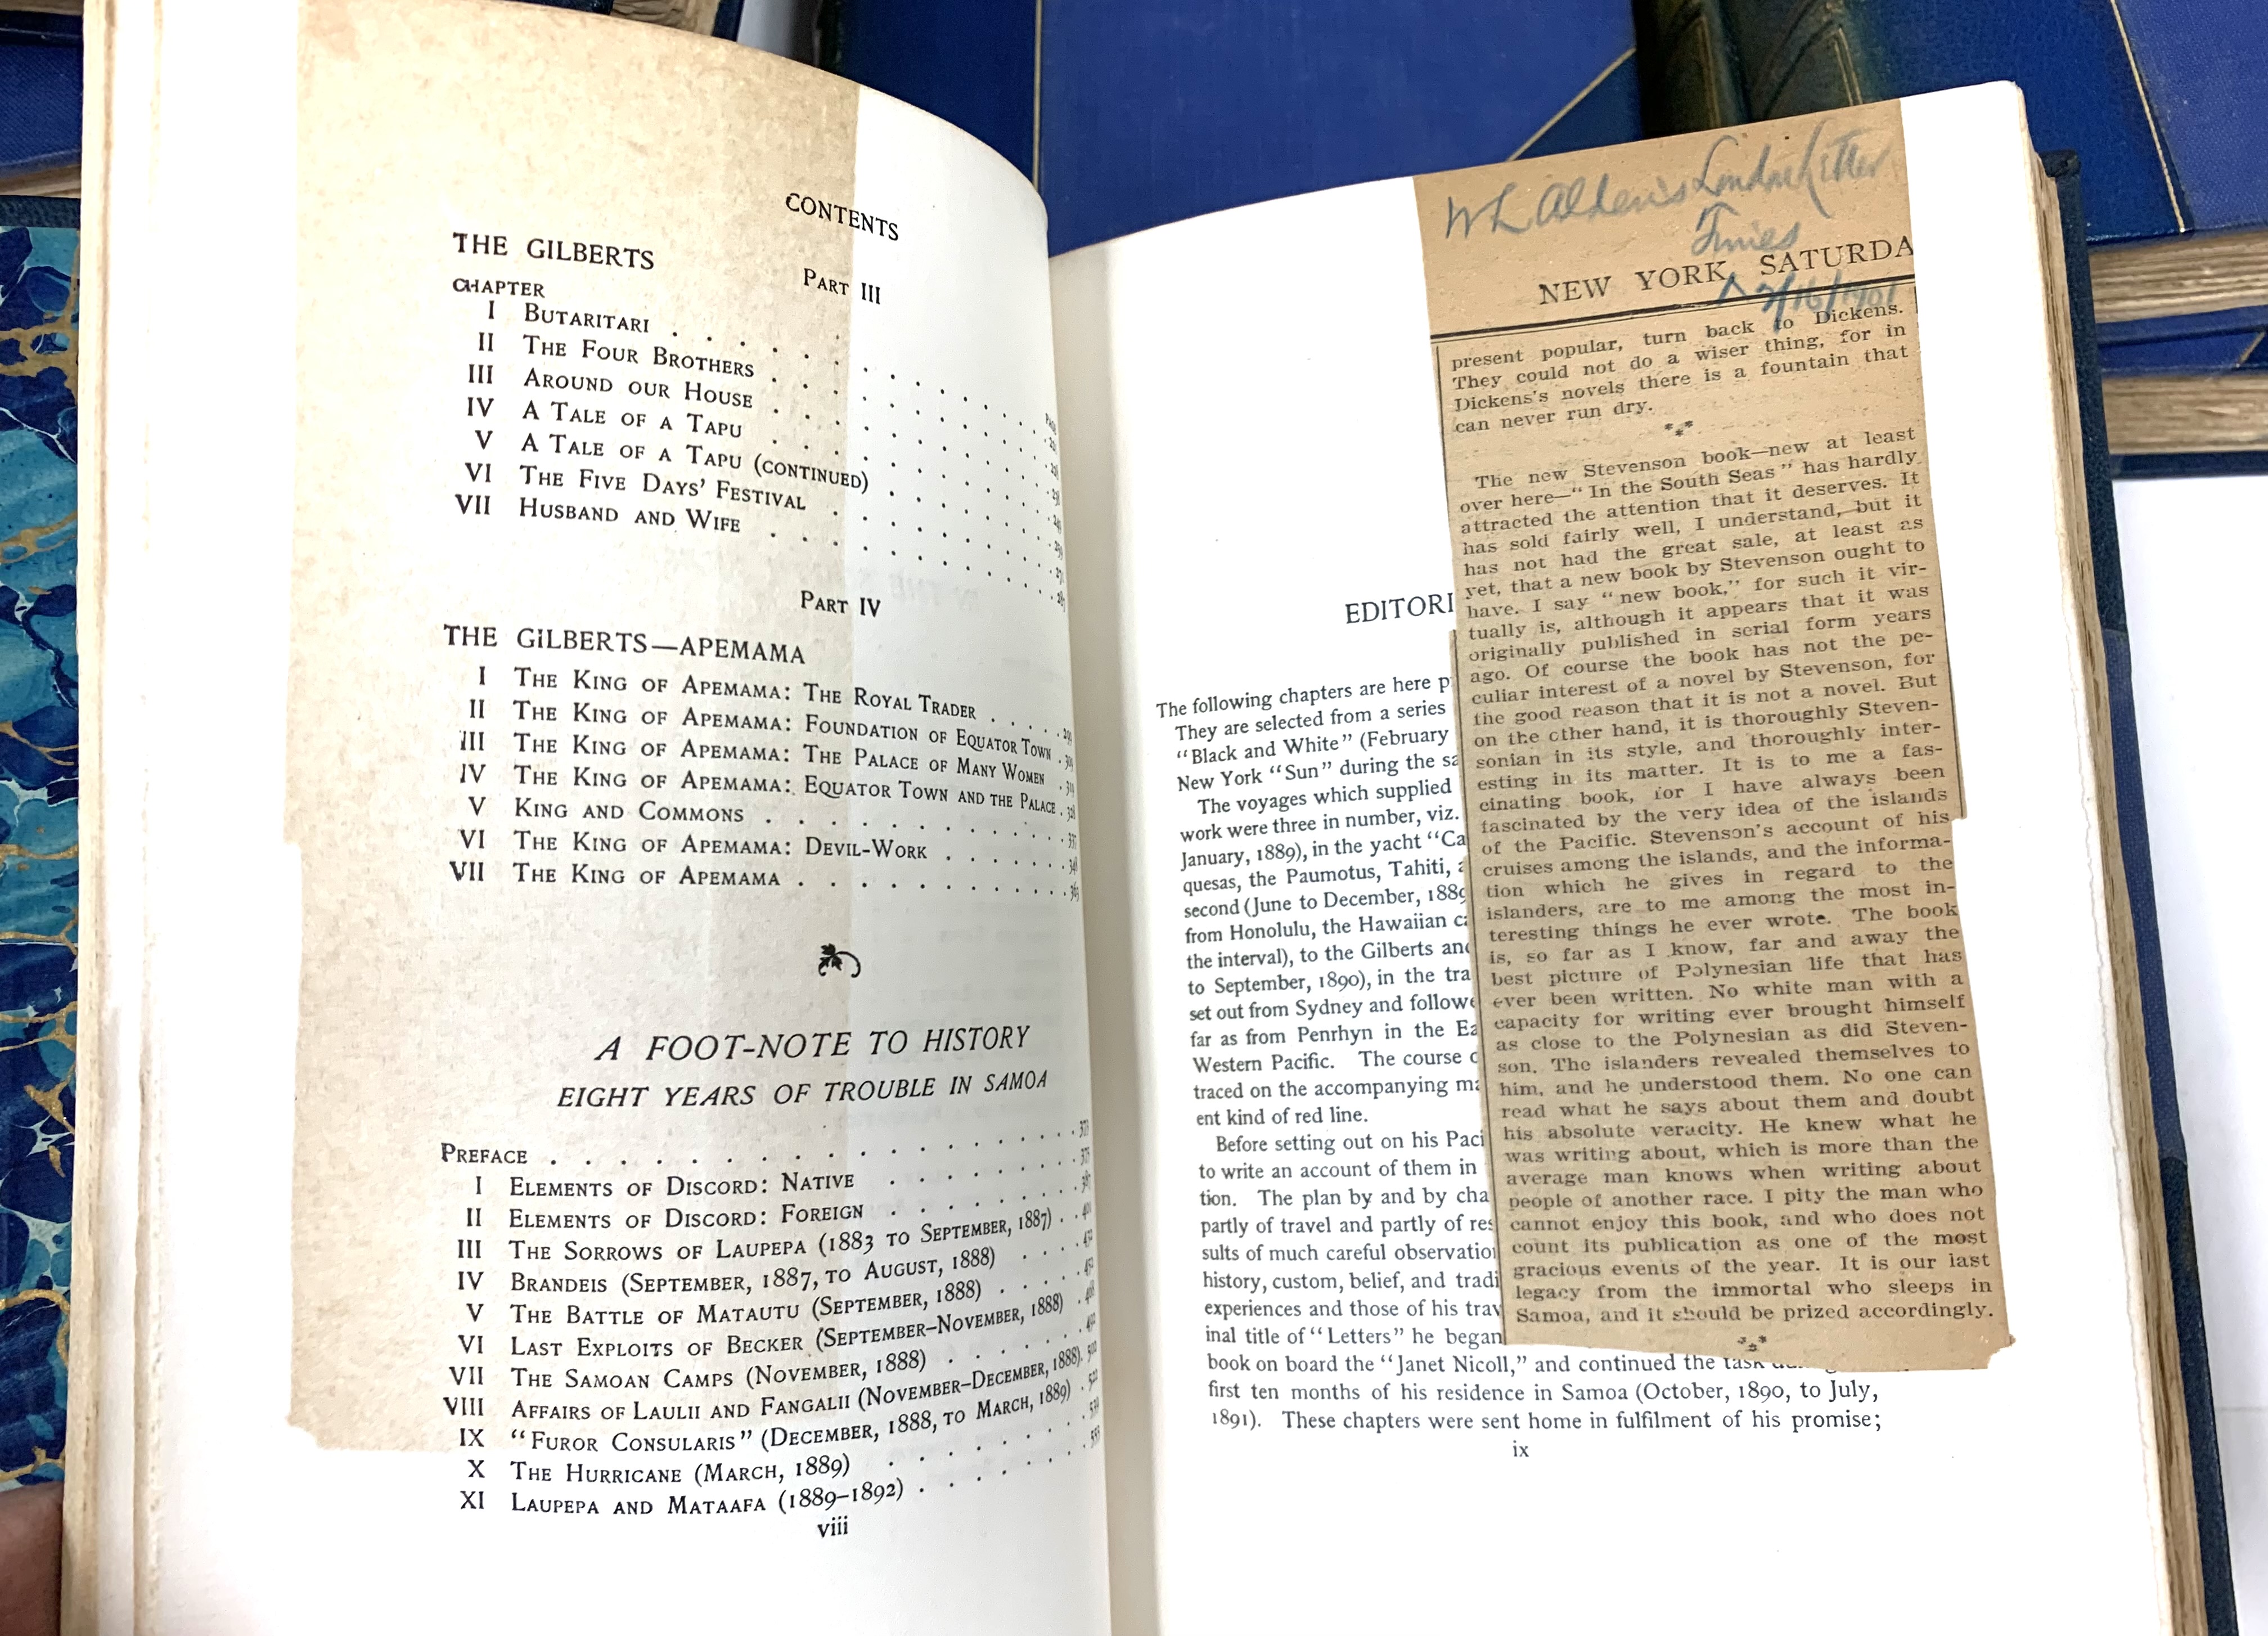 CONTENTS
Part III
THE GILBERTS
CHAPTER
I Butaritari
II The Four Brothers
III Around our House
IV A Tale of a Tapu
V A Tale of a Tapu (continued)
VI The Five Days' Festival
VII Husband and Wife
Part IV
THE GILBERTS—APEMAMA
I The King of Apemama: The Royal Trader
II The King of Apemama: Foundation of Equator Town
III The King of Apemama: The Palace of Many Women
IV The King of Apemama: Equator Town and the Palace
V King and Commons
VI The King of Apemama: Devil-Work
VII The King of Apemama
A FOOT-NOTE TO HISTORY
EIGHT YEARS OF TROUBLE IN SAMOA
Preface
I Elements of Discord: Native
II Elements of Discord: Foreign
III The Sorrows of Laupepa (1883 to September, 1887)
IV Brandeis (September, 1887, to August, 1888)
V The Battle of Matautu (September, 1888)
VI Last Exploits of Becker (September–November, 1888)
VII The Samoan Camps (November, 1888)
VIII Affairs of Laulii and Fangalii (November–December, 1888)
IX "Furor Consularis" (December, 1888, to March, 1889)
X The Hurricane (March, 1889)
XI Laupepa and Mataafa (1889–1892)
viii
EDITORI
The following chapters are here p
They are selected from a series
"Black and White" (February
New York "Sun" during the sa
The voyages which supplied
work were three in number, viz.
January, 1889), in the yacht "Ca
quesas, the Paumotus, Tahiti,
second (June to December, 1889
from Honolulu, the Hawaiian ca
the interval), to the Gilberts and
to September, 1890), in the tra
set out from Sydney and followe
far as from Penrhyn in the Ea
Western Pacific. The course o
traced on the accompanying ma
ent kind of red line.
Before setting out on his Paci
to write an account of them in
tion. The plan by and by cha
partly of travel and partly of res
sults of much careful observation
history, custom, belief, and tradi
experiences and those of his trav
inal title of "Letters" he began
book on board the "Janet Nicoll," and continued the task
first ten months of his residence in Samoa (October, 1890, to July,
1891). These chapters were sent home in fulfilment of his promise;
ix
W L Alden's London Letter
Times
NEW YORK, SATURDA
2/16/1901
present popular, turn back to Dickens.
They could not do a wiser thing, for in
Dickens's novels there is a fountain that
can never run dry.
The new Stevenson book—new at least
over here—"In the South Seas" has hardly
attracted the attention that it deserves. It
has sold fairly well, I understand, but it
has not had the great sale, at least as
yet, that a new book by Stevenson ought to
have. I say "new book," for such it vir-
tually is, although it appears that it was
originally published in serial form years
ago. Of course the book has not the pe-
culiar interest of a novel by Stevenson, for
the good reason that it is not a novel. But
on the other hand, it is thoroughly Steven-
sonian in its style, and thoroughly inter-
esting in its matter. It is to me a fas-
cinating book, for I have always been
fascinated by the very idea of the islands
of the Pacific. Stevenson's account of his
cruises among the islands, and the informa-
tion which he gives in regard to the
islanders, are to me among the most in-
teresting things he ever wrote. The book
is, so far as I know, far and away the
best picture of Polynesian life that has
ever been written. No white man with a
capacity for writing ever brought himself
as close to the Polynesian as did Steven-
son. The islanders revealed themselves to
him, and he understood them. No one can
read what he says about them and doubt
his absolute veracity. He knew what he
was writing about, which is more than the
average man knows when writing about
people of another race. I pity the man who
cannot enjoy this book, and who does not
count its publication as one of the most
gracious events of the year. It is our last
legacy from the immortal who sleeps in
Samoa, and it should be prized accordingly.